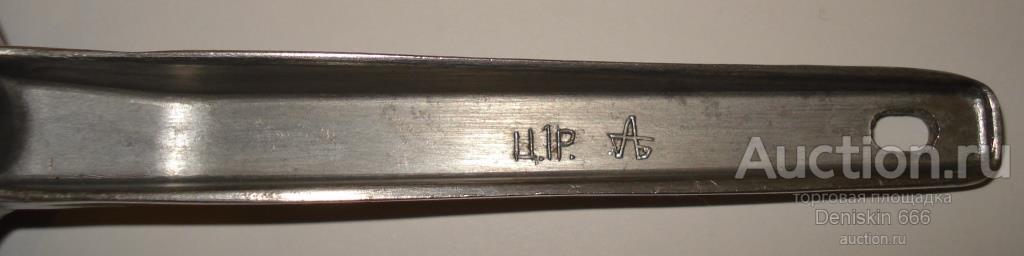 Ц.1Р.
Auction.ru
торговая площадка
Deniskin 666
auction.ru